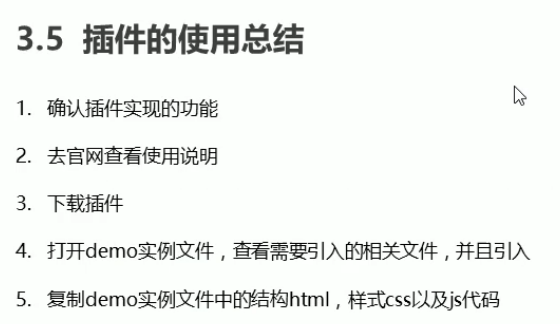 3.5 插件的使用总结
1. 确认插件实现的功能
2. 去官网查看使用说明
3. 下载插件
4. 打开demo实例文件，查看需要引入的相关文件，并且引入
5. 复制demo实例文件中的结构html，样式css以及js代码